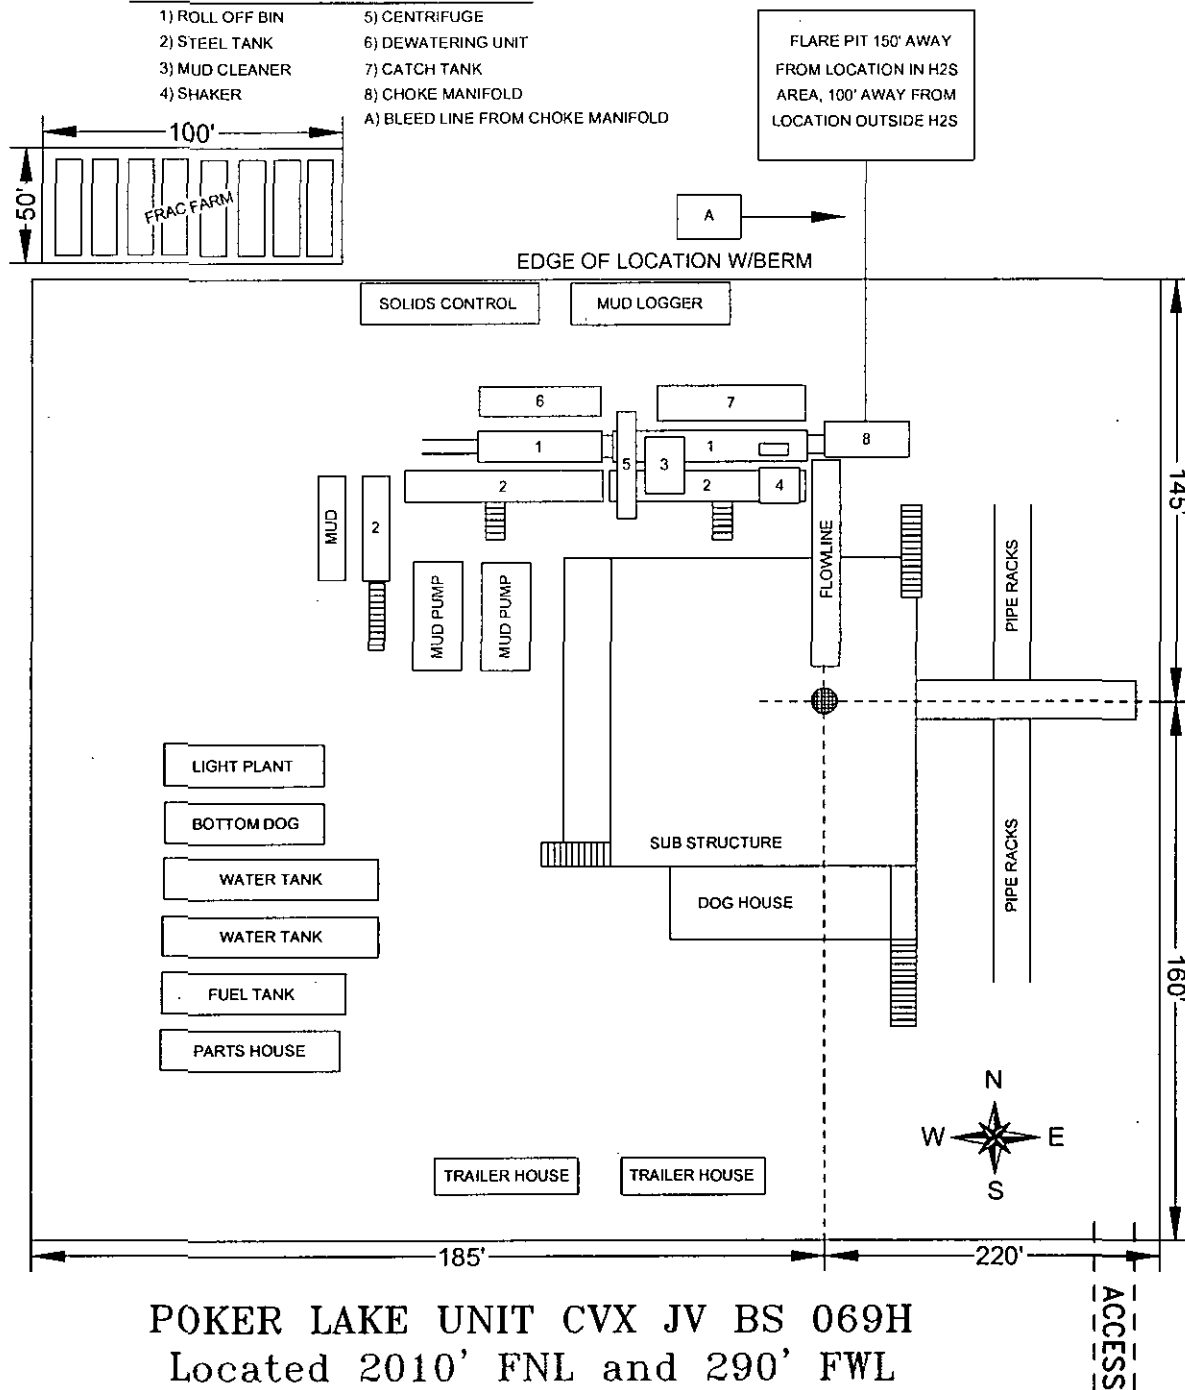 1) ROLL OFF BIN
2) STEEL TANK
3) MUD CLEANER
4) SHAKER
5) CENTRIFUGE
6) DEWATERING UNIT
7) CATCH TANK
8) CHOKE MANIFOLD
A) BLEED LINE FROM CHOKE MANIFOLD
FLARE PIT 150' AWAY
FROM LOCATION IN H2S
AREA, 100' AWAY FROM
LOCATION OUTSIDE H2S
100'
50'
FRAC FARM
A
EDGE OF LOCATION W/BERM
SOLIDS CONTROL
MUD LOGGER
6
7
1
1
8
5
3
2
2
4
MUD
2
MUD PUMP
MUD PUMP
FLOWLINE
PIPE RACKS
145'
LIGHT PLANT
BOTTOM DOG
WATER TANK
WATER TANK
FUEL TANK
PARTS HOUSE
SUB STRUCTURE
DOG HOUSE
PIPE RACKS
160'
N
W
E
S
TRAILER HOUSE
TRAILER HOUSE
185'
220'
ACCESS
POKER LAKE UNIT CVX JV BS 069H
Located 2010' FNL and 290' FWL